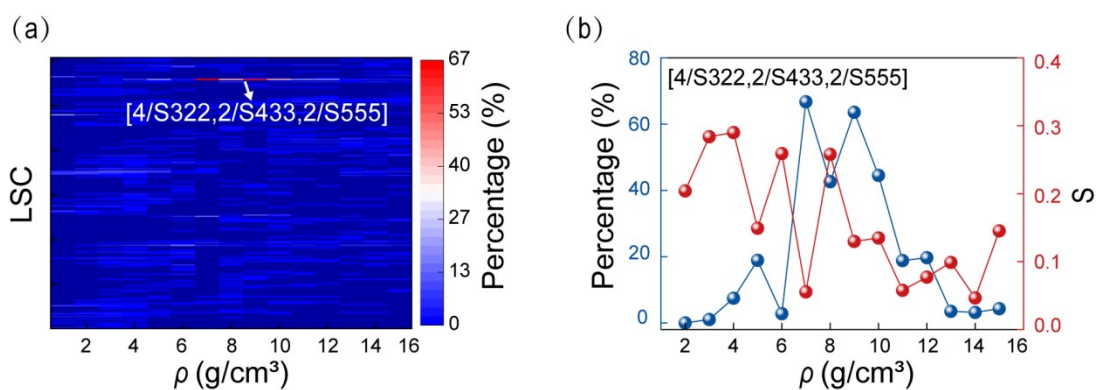 (a)
LSC
[4/S322,2/S433,2/S555]
2 4 6 8 10 12 14 16
ρ (g/cm³)
67
53
40
27
13
0
Percentage (%)
(b)
[4/S322,2/S433,2/S555]
80
60
40
20
0
Percentage (%)
2 4 6 8 10 12 14 16
ρ (g/cm³)
0.4
0.3
0.2
0.1
0.0
S